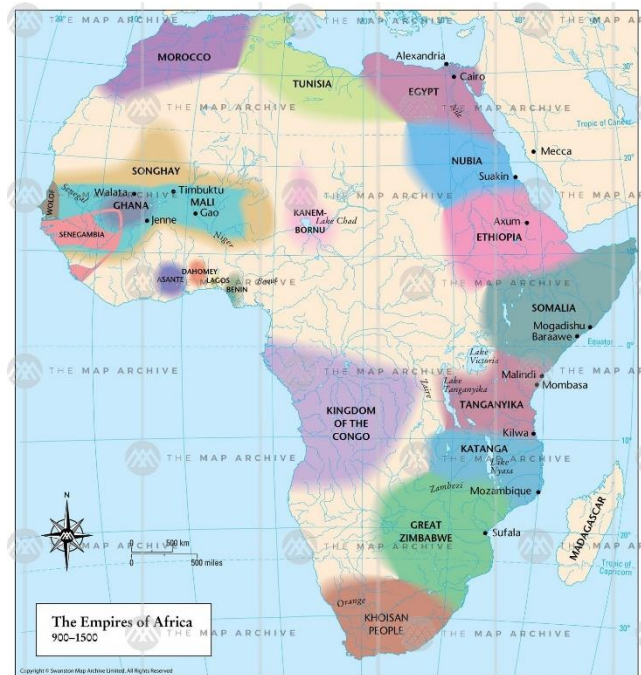 MOROCCO
TUNISIA
Alexandria
Cairo
EGYPT
Nile
THE MAP ARCHIVE
Tropic of Cancer
Mecca
NUBIA
Suakin
SONGHAY
Walata
Timbuktu
GHANA
MALI
Gao
Senegal
WOLOF
SENEGAMBIA
Jenne
Niger
KANEM-
BORNU
Lake Chad
Axum
ETHIOPIA
ASANTE
DAHOMEY
LAGOS
BENIN
Benue
SOMALIA
Mogadishu
Baraawe
Equator
0°
Lake
Victoria
Malindi
Mombasa
Lake
Tanganyika
TANGANYIKA
Zaire
KINGDOM
OF THE
CONGO
Kilwa
KATANGA
Lake
Nyasa
Mozambique
Zambezi
GREAT
ZIMBABWE
Sufala
MADAGASCAR
Tropic of
Capricorn
Orange
KHOISAN
PEOPLE
N
0 500 km
0 500 miles
The Empires of Africa
900–1500
Copyright © Swanston Map Archive Limited. All Rights Reserved